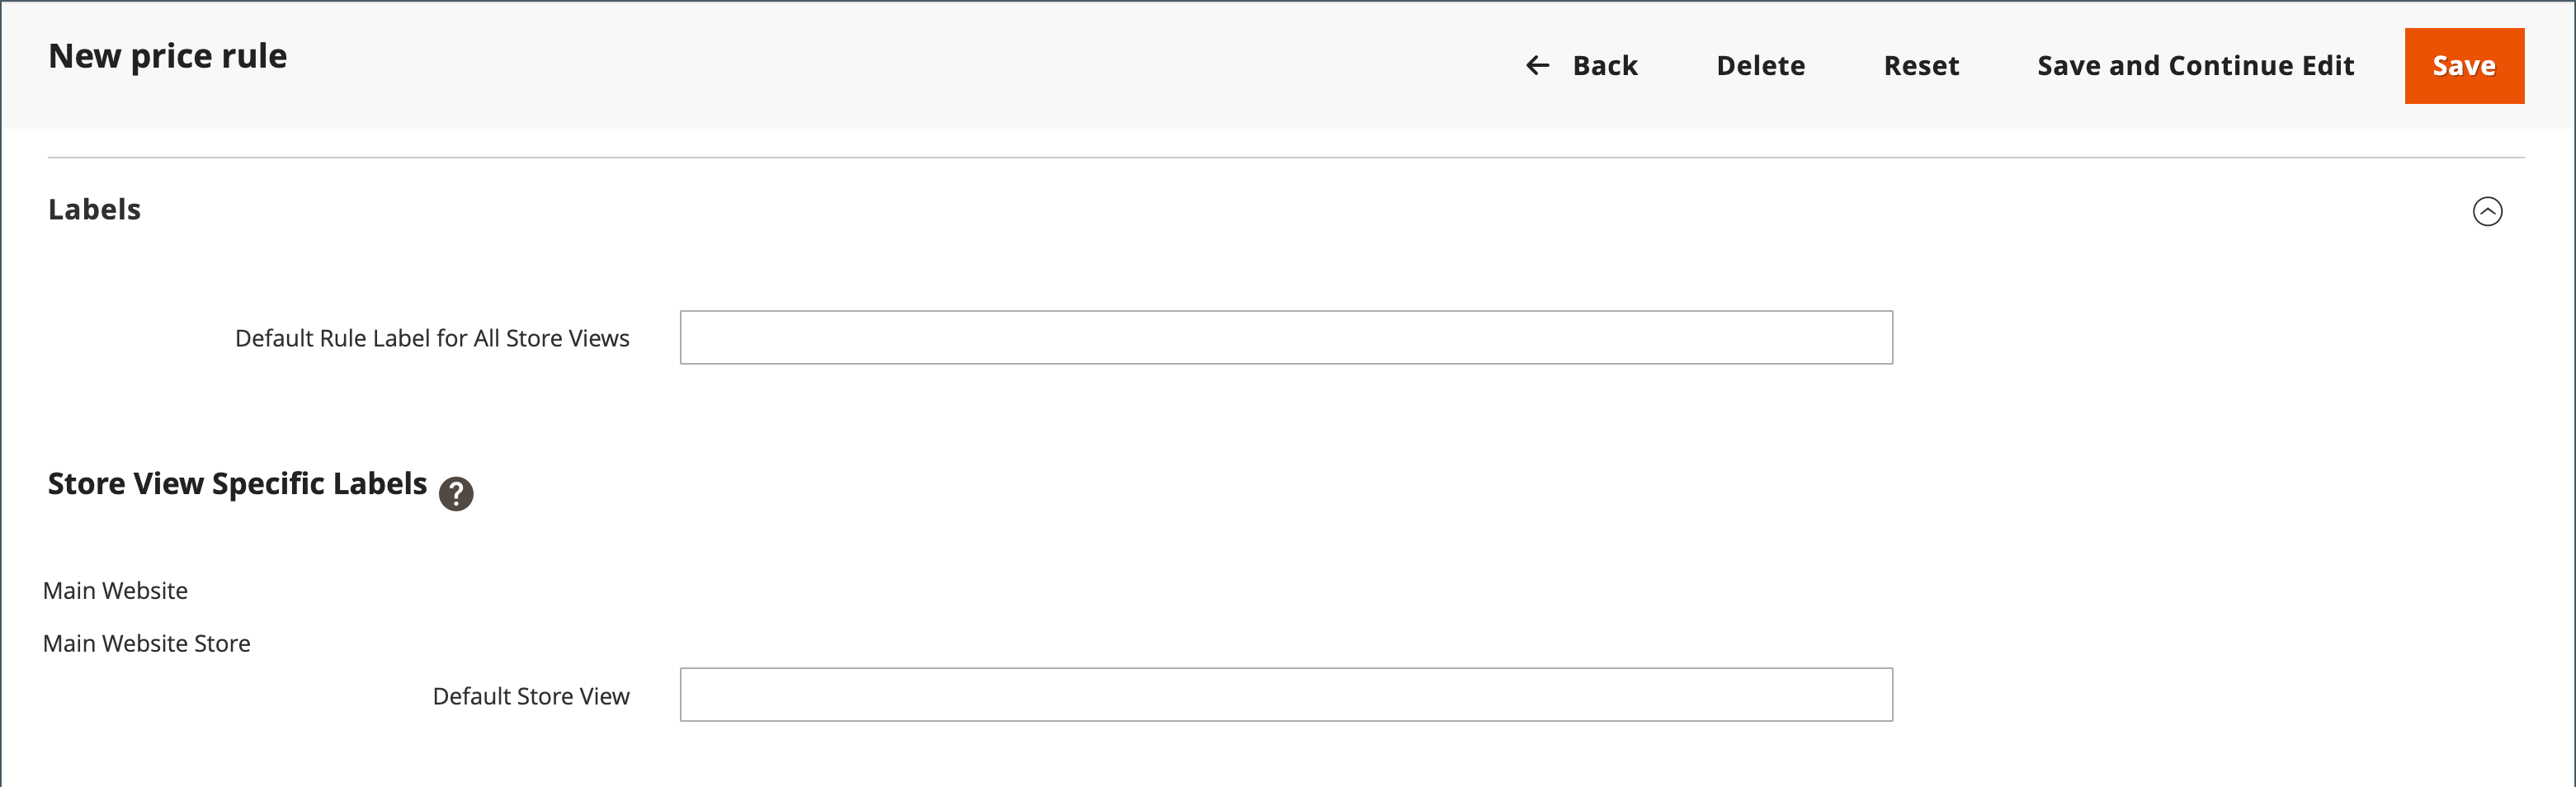 New price rule
Back Delete Reset Save and Continue Edit Save
Labels
Default Rule Label for All Store Views
Store View Specific Labels ?
Main Website
Main Website Store
Default Store View